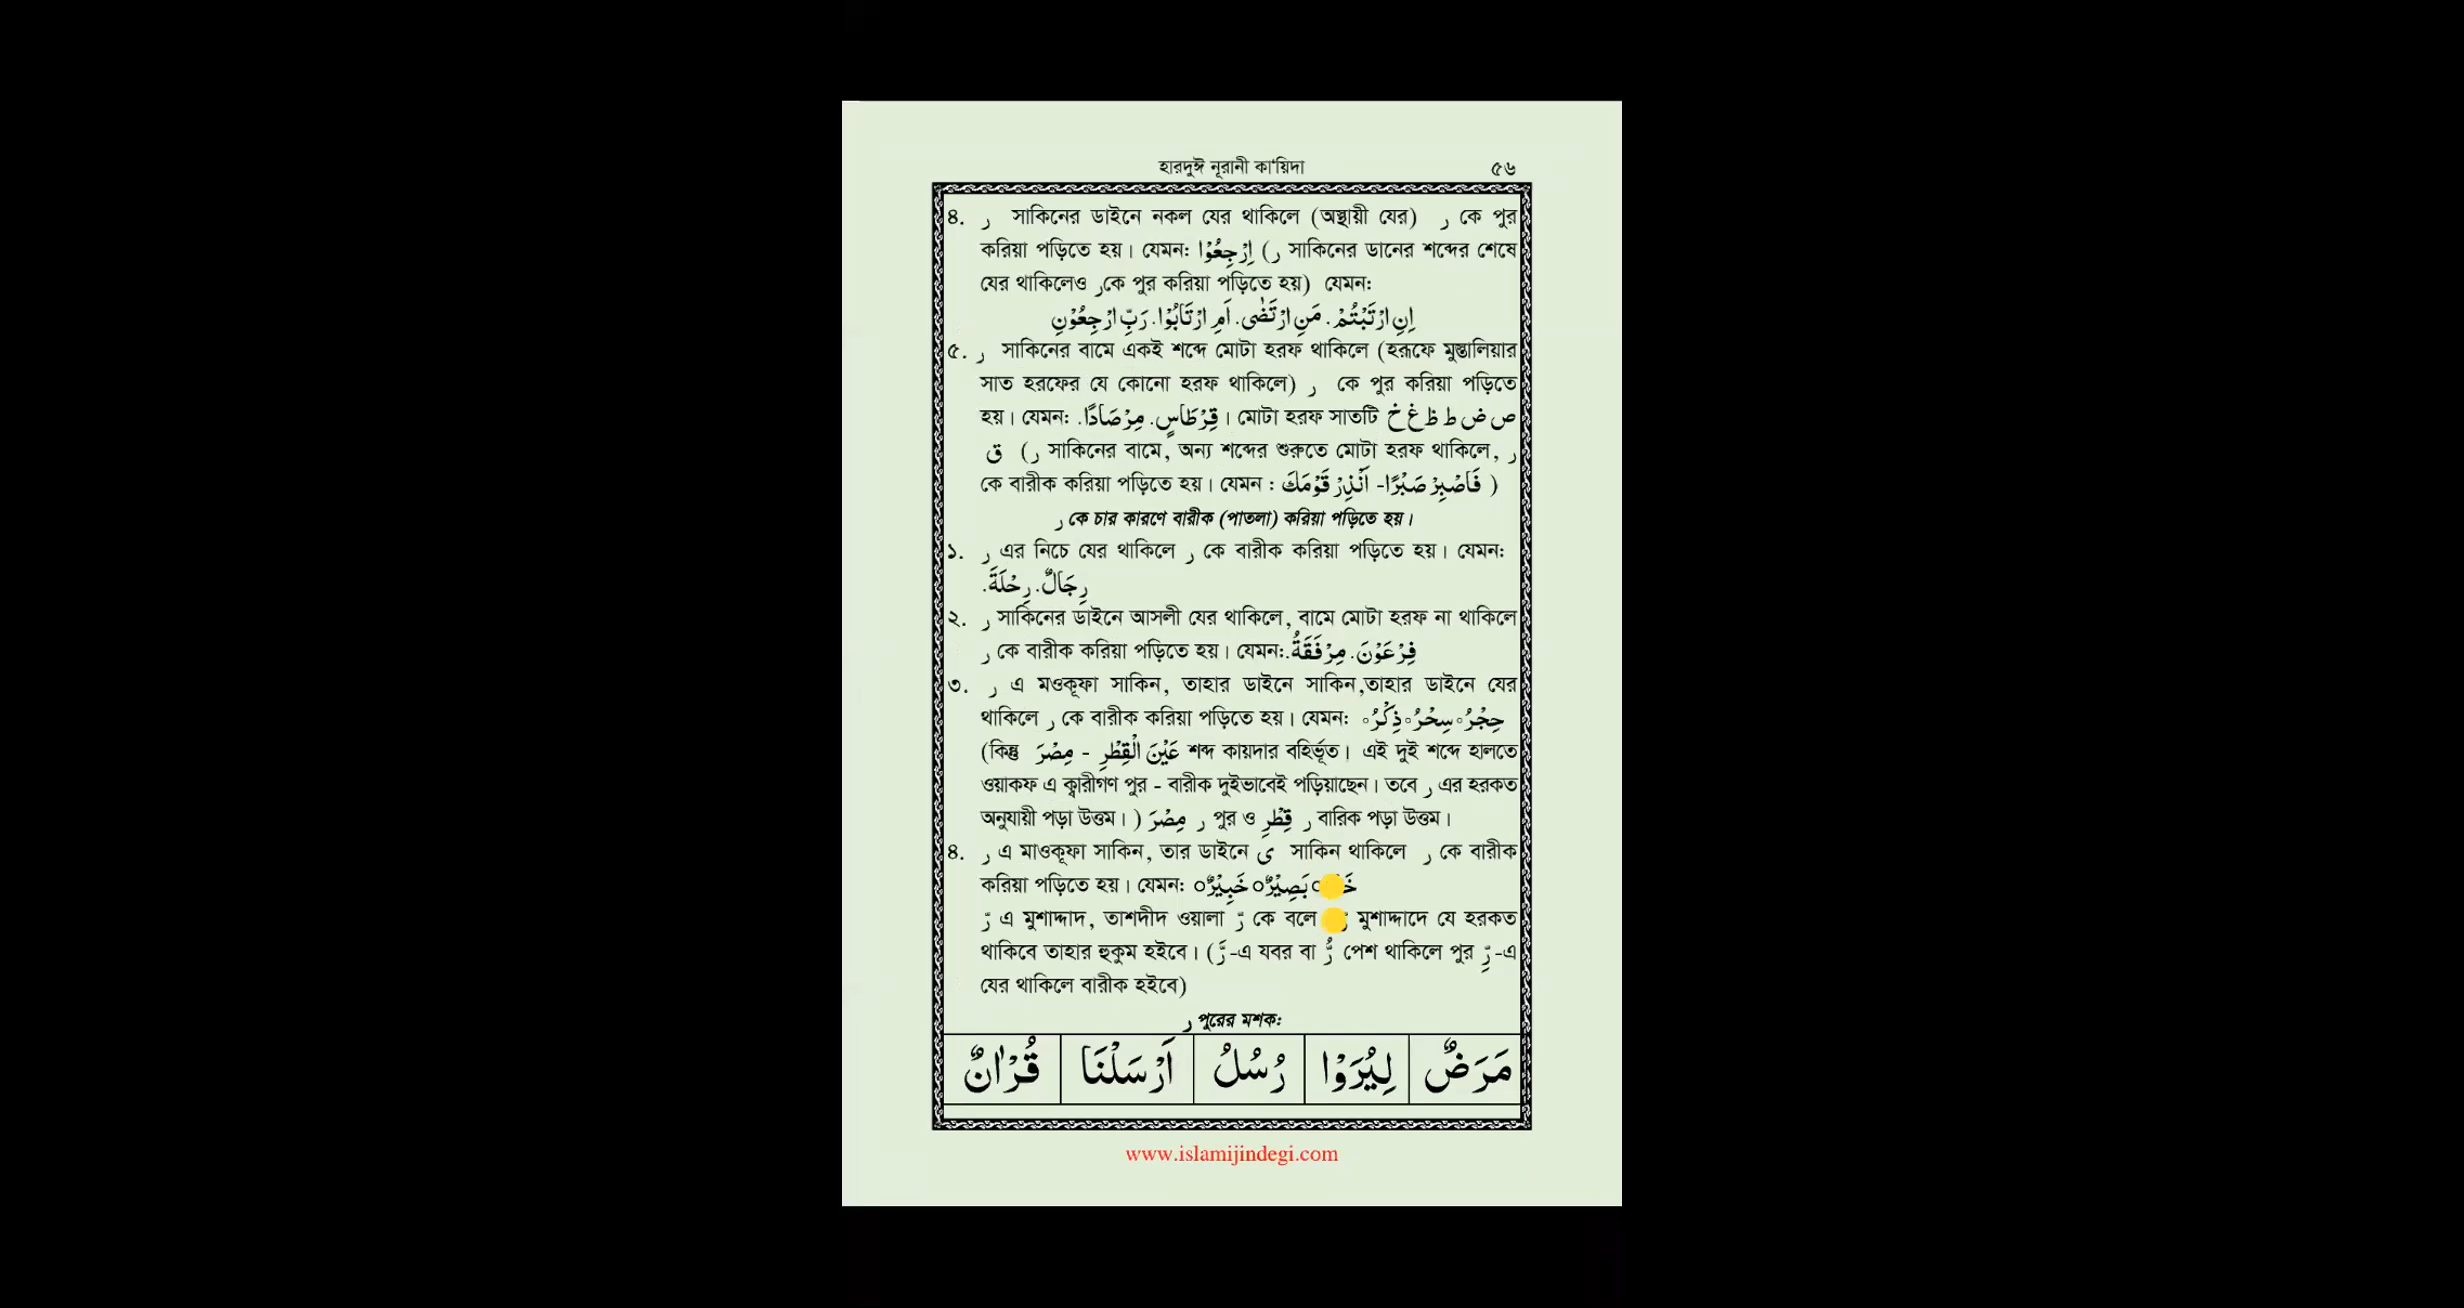 হারদুঈ নূরানী কা'য়িদা ৫৬
৪. ر সাকিনের ডাইনে নকল যের থাকিলে (অস্থায়ী যের) ر কে পুর
করিয়া পড়িতে হয়। যেমন: اِرْجِعُوْا (ر সাকিনের ডানের শব্দের শেষে
যের থাকিলেও ر কে পুর করিয়া পড়িতে হয়) যেমন:
اِنِ ارْتَبْتُمْ. مَنِ ارْتَضٰى. اَمِ ارْتَابُوْا. رَبِّ ارْجِعُوْنِ
৫. ر সাকিনের বামে একই শব্দে মোটা হরফ থাকিলে (হরূফে মুস্তালিয়ার
সাত হরফের যে কোনো হরফ থাকিলে) ر কে পুর করিয়া পড়িতে
হয়। যেমন: قِرْطَاسٍ. مِرْصَادًا. । মোটা হরফ সাতটি ص ض ط ظ غ خ
ق (ر সাকিনের বামে, অন্য শব্দের শুরুতে মোটা হরফ থাকিলে, ر
কে বারীক করিয়া পড়িতে হয়। যেমন : فَاصْبِرْ صَبْرًا- اَنْذِرْ قَوْمَكَ )
ر কে চার কারণে বারীক (পাতলা) করিয়া পড়িতে হয়।
১. ر এর নিচে যের থাকিলে ر কে বারীক করিয়া পড়িতে হয়। যেমন:
رِجَالٌ. رِحْلَةَ.
২. ر সাকিনের ডাইনে আসলী যের থাকিলে, বামে মোটা হরফ না থাকিলে
ر কে বারীক করিয়া পড়িতে হয়। যেমন: فِرْعَوْنَ. مِرْفَقَةُ.
৩. ر এ মওকূফা সাকিন, তাহার ডাইনে সাকিন,তাহার ডাইনে যের
থাকিলে ر কে বারীক করিয়া পড়িতে হয়। যেমন: حِجْرُ০ سِحْرُ০ ذِكْرُ০
(কিন্তু مِصْرَ - عَيْنَ الْقِطْرِ শব্দ কায়দার বহির্ভূত। এই দুই শব্দে হালতে
ওয়াকফ এ ক্বারীগণ পুর - বারীক দুইভাবেই পড়িয়াছেন। তবে ر এর হরকত
অনুযায়ী পড়া উত্তম। ) مِصْرَ ر পুর ও قِطْرِ ر বারিক পড়া উত্তম।
৪. ر এ মাওকূফা সাকিন, তার ডাইনে ى সাকিন থাকিলে ر কে বারীক
করিয়া পড়িতে হয়। যেমন: بَصِيْرٌ০ خَبِيْرٌ০
رّ এ মুশাদ্দাদ, তাশদীদ ওয়ালা رّ কে বলে মুশাদ্দাদে যে হরকত
থাকিবে তাহার হুকুম হইবে। (رَّ-এ যবর বা رُّ পেশ থাকিলে পুর رِّ-এ
যের থাকিলে বারীক হইবে)
ر পুরের মশক:
مَرَضٌ لِيُرَوْا رُسُلُ اَرْسَلْنَا قُرْاٰنٌ
www.islamijindegi.com